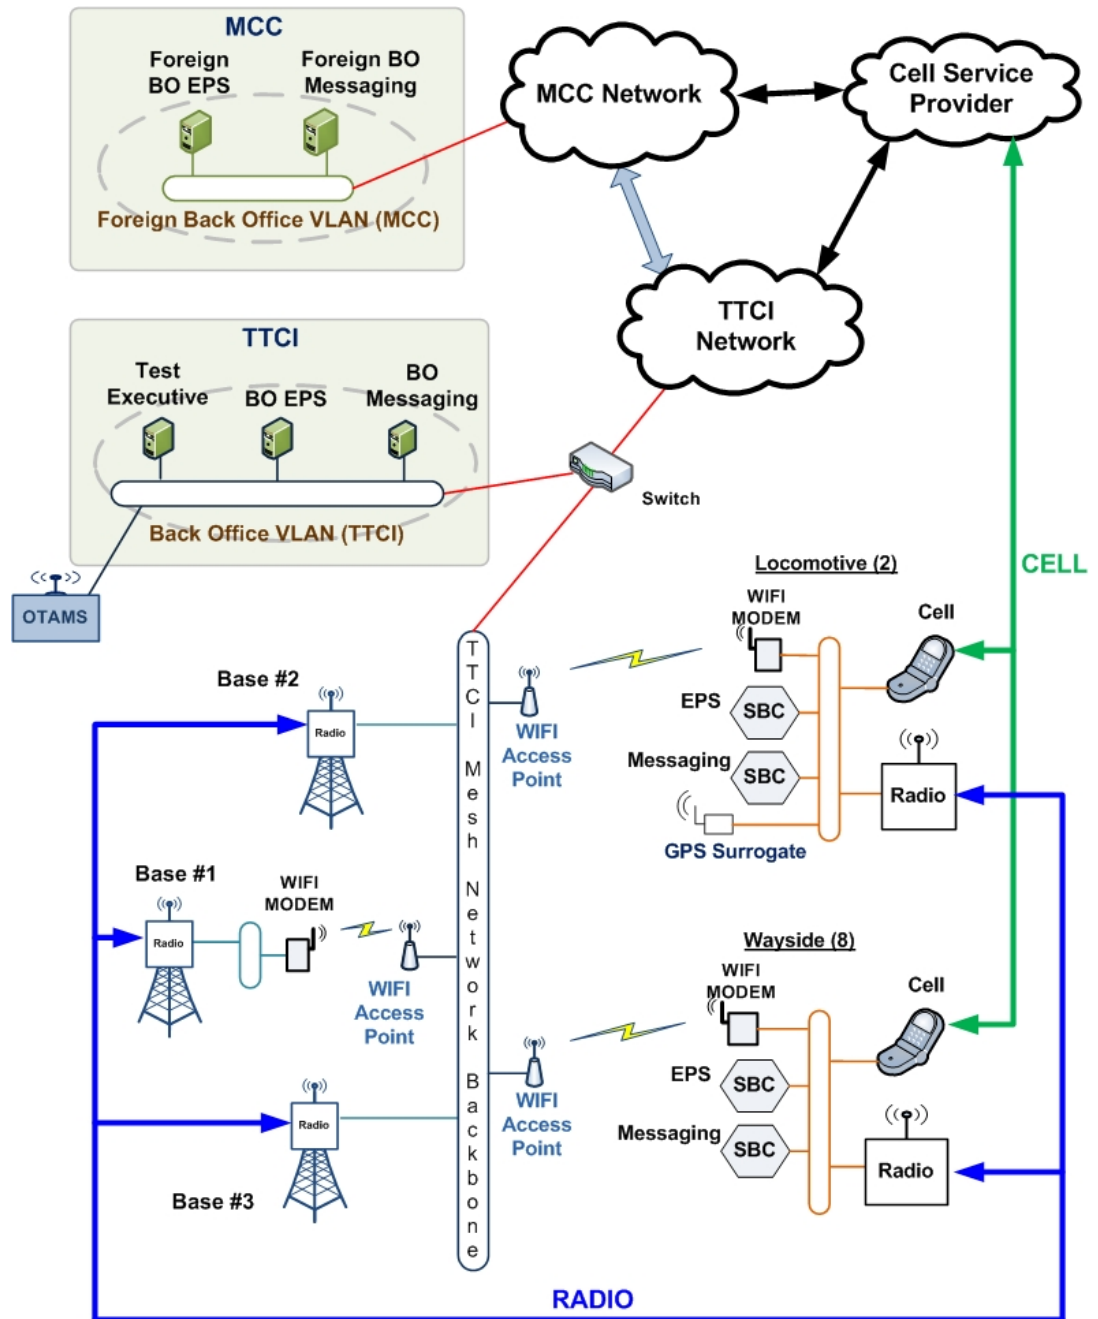 MCC
Foreign
BO EPS
Foreign BO
Messaging
Foreign Back Office VLAN (MCC)
MCC Network
Cell Service
Provider
TTCI
Network
TTCI
Test
Executive
BO EPS
BO
Messaging
Back Office VLAN (TTCI)
Switch
OTAMS
CELL
Locomotive (2)
WIFI
MODEM
Cell
EPS
SBC
Messaging
SBC
Radio
GPS Surrogate
Base #2
Radio
WIFI
Access
Point
TTCI Mesh Network Backbone
Base #1
Radio
WIFI
MODEM
WIFI
Access
Point
Wayside (8)
WIFI
MODEM
Cell
EPS
SBC
Messaging
SBC
Radio
WIFI
Access
Point
Radio
Base #3
RADIO